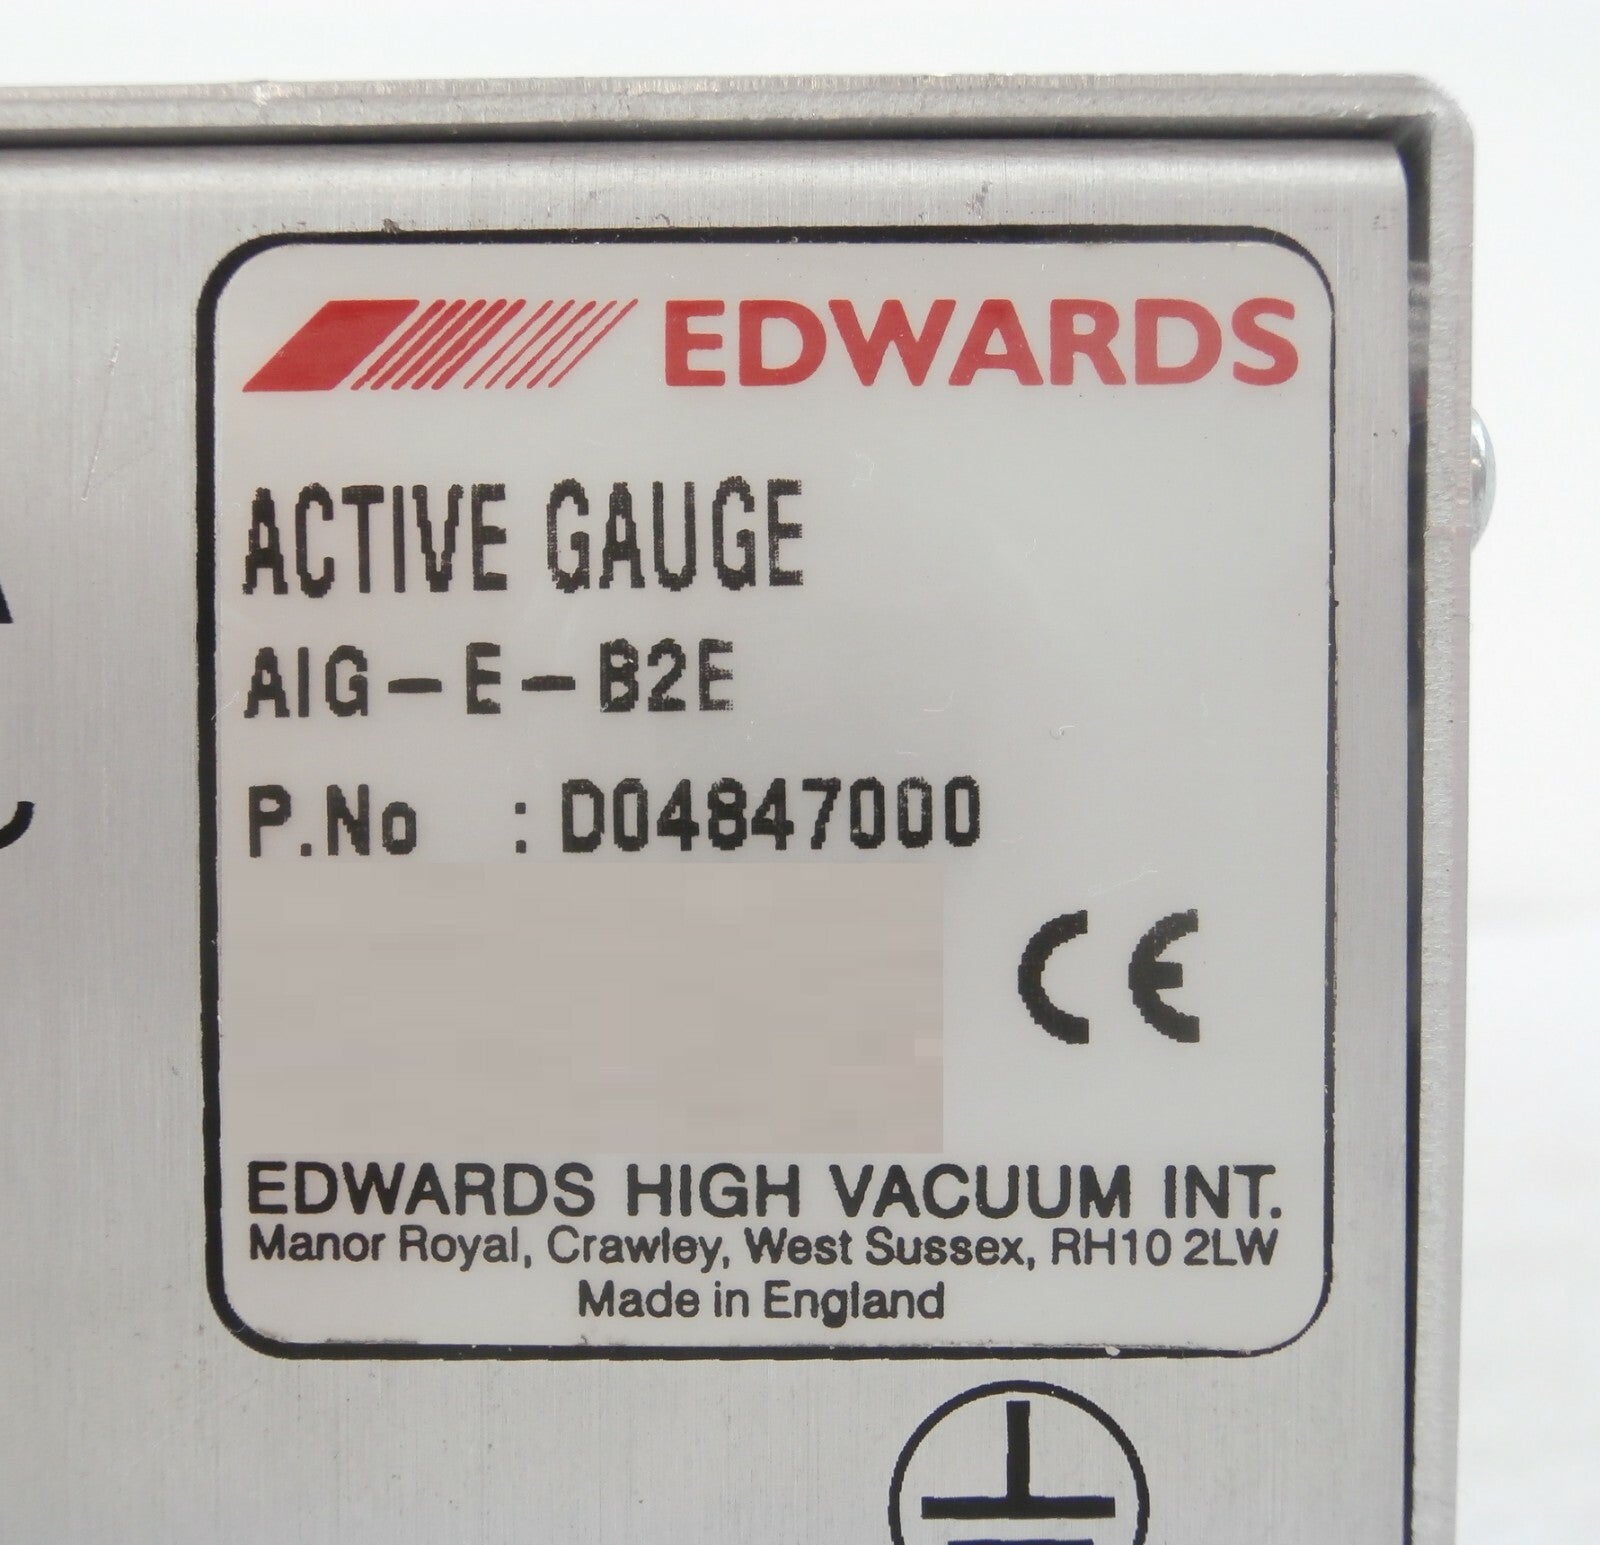 EDWARDS
ACTIVE GAUGE
AIG-E-B2E
P.No : D04847000
CE
EDWARDS HIGH VACUUM INT.
Manor Royal, Crawley, West Sussex, RH10 2LW
Made in England